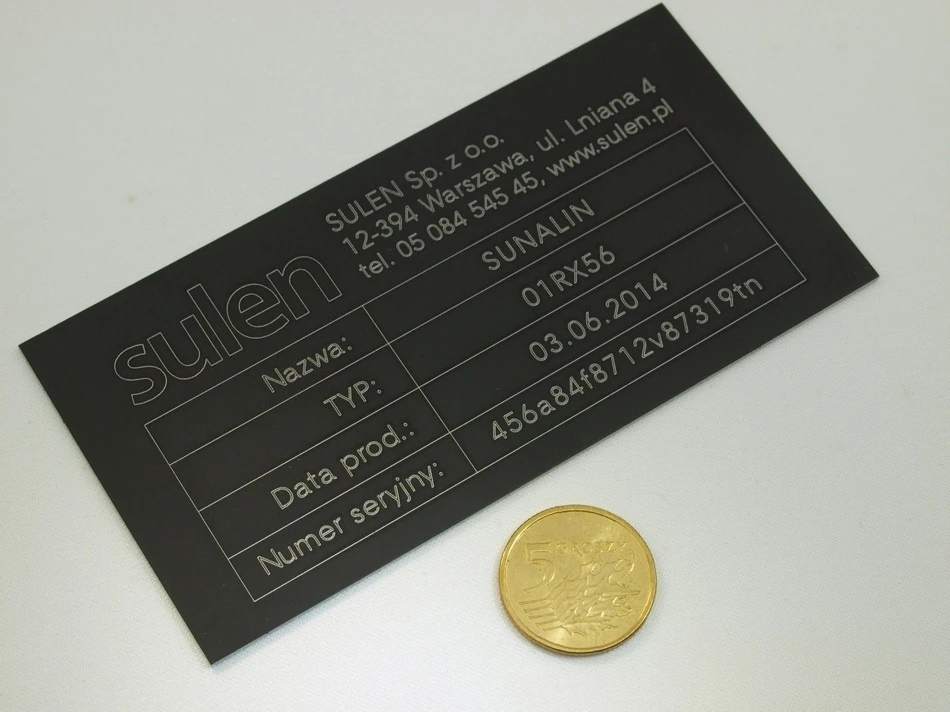 sulen
SULEN Sp. z o.o.
12-394 Warszawa, ul. Lniana 4
tel. 05 084 545 45, www.sulen.pl
Nazwa: SUNALIN
TYP: 01RX56
Data prod.: 03.06.2014
Numer seryjny: 456a84f8712v87319tn
5 GROSZY